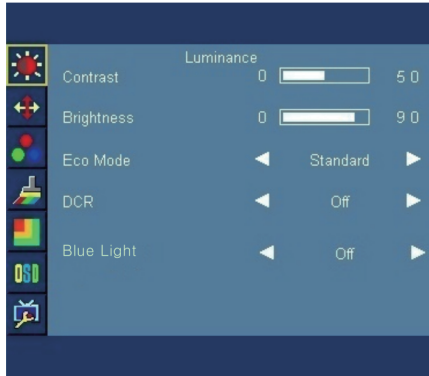 Luminance
Contrast 0 50
Brightness 0 90
Eco Mode Standard
DCR Off
Blue Light Off
OSD